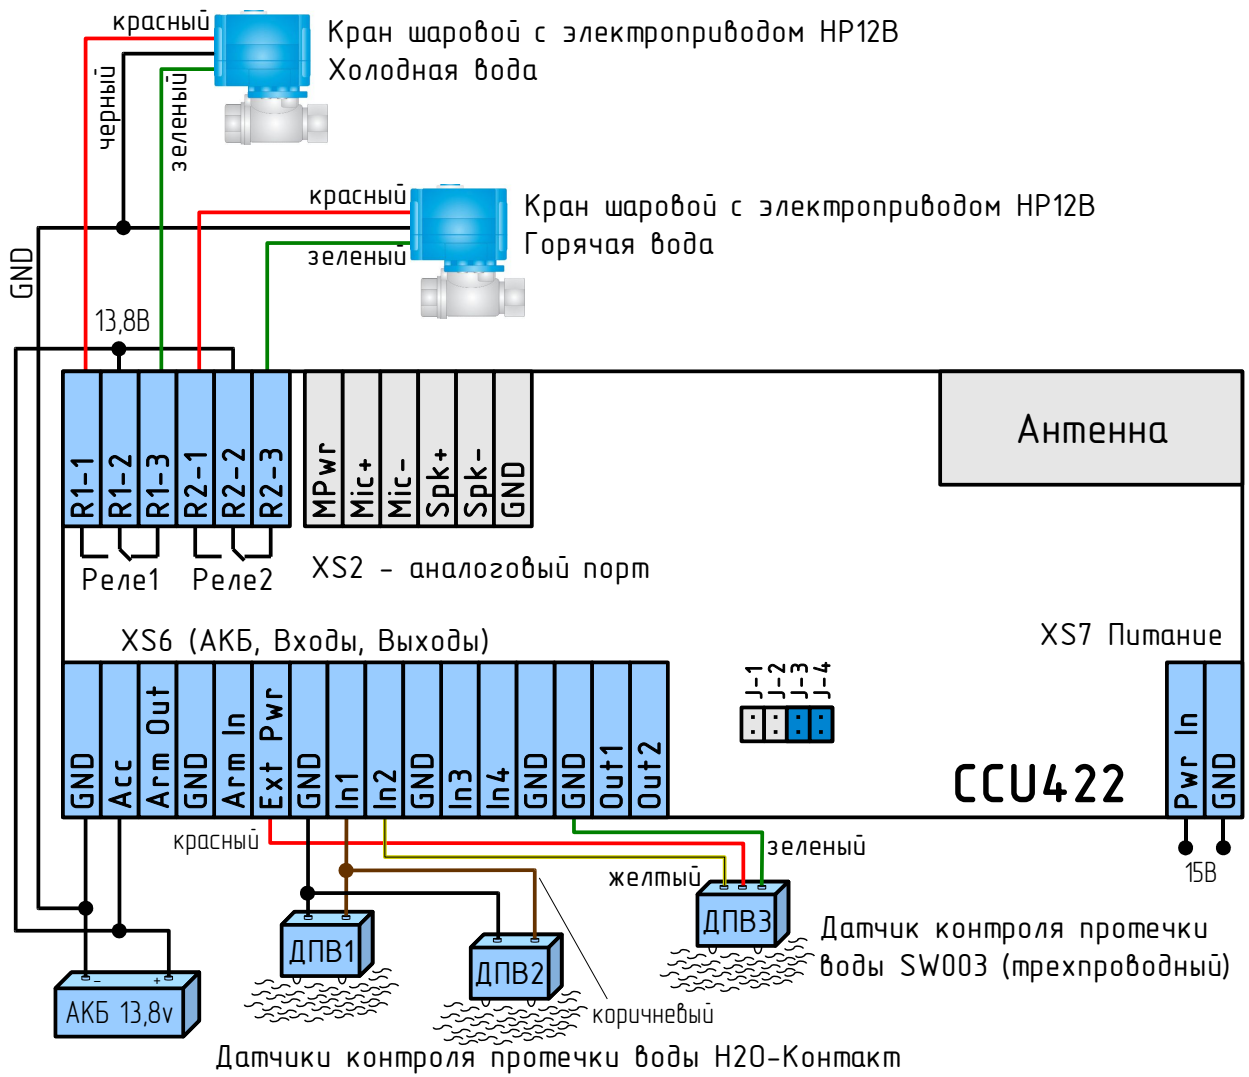 красный
Кран шаровой с электроприводом HP12В
Холодная вода
черный
зеленый
красный
Кран шаровой с электроприводом HP12В
Горячая вода
зеленый
GND
13,8В
R1-1
R1-2
R1-3
R2-1
R2-2
R2-3
MPwr
Mic+
Mic-
Spk+
Spk-
GND
Антенна
Реле1
Реле2
XS2 - аналоговый порт
XS6 (АКБ, Входы, Выходы)
XS7 Питание
GND
Acc
Arm Out
GND
Arm In
Ext Pwr
GND
In1
In2
GND
In3
In4
GND
GND
Out1
Out2
J-1
J-2
J-3
J-4
CCU422
Pwr In
GND
красный
зеленый
желтый
15В
ДПВ1
ДПВ2
ДПВ3
Датчик контроля протечки
воды SW003 (трехпроводный)
- +
АКБ 13,8v
коричневый
Датчики контроля протечки воды H2O-Контакт